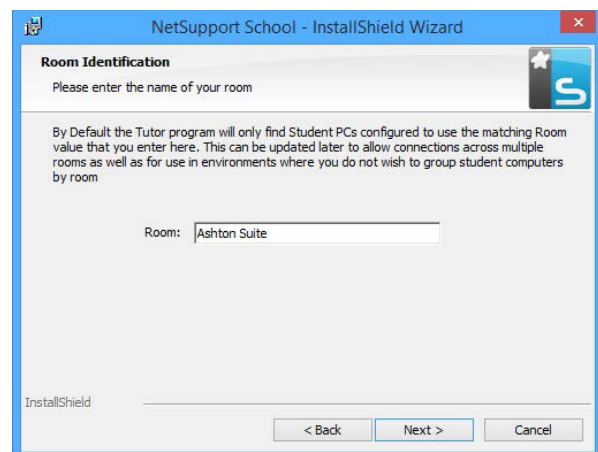 NetSupport School - InstallShield Wizard
Room Identification
Please enter the name of your room
S
By Default the Tutor program will only find Student PCs configured to use the matching Room
value that you enter here. This can be updated later to allow connections across multiple
rooms as well as for use in environments where you do not wish to group student computers
by room
Room: Ashton Suite
InstallShield
< Back Next > Cancel